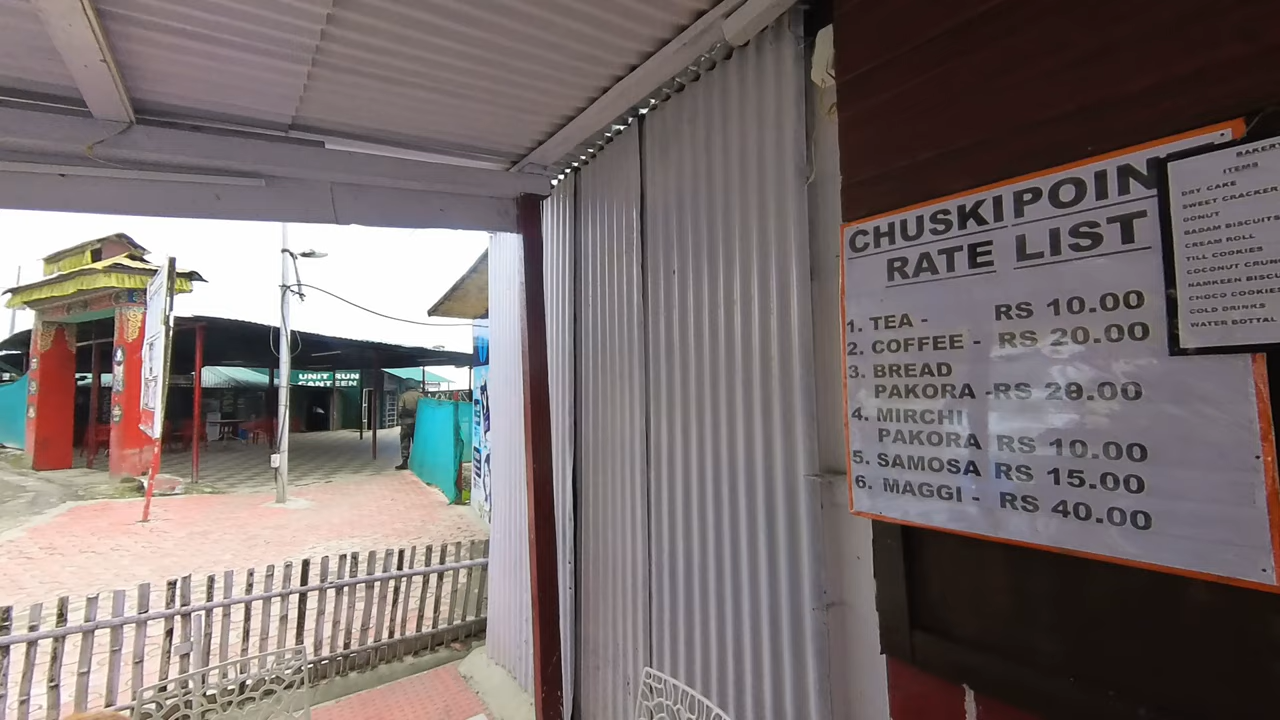 CHUSKI POIN
RATE LIST
1. TEA - RS 10.00
2. COFFEE - RS 20.00
3. BREAD
PAKORA -RS 20.00
4. MIRCHI
PAKORA RS 10.00
5. SAMOSA RS 15.00
6. MAGGI - RS 40.00
BAKERY
ITEMS
DRY CAKE
SWEET CRACKER
DONUT
BADAM BISCUITS
CREAM ROLL
TILL COOKIES
COCONUT CRUN
NAMKEEN BISCU
CHOCO COOKIES
COLD DRINKS
WATER BOTTAL
UNIT RUN
CANTEEN